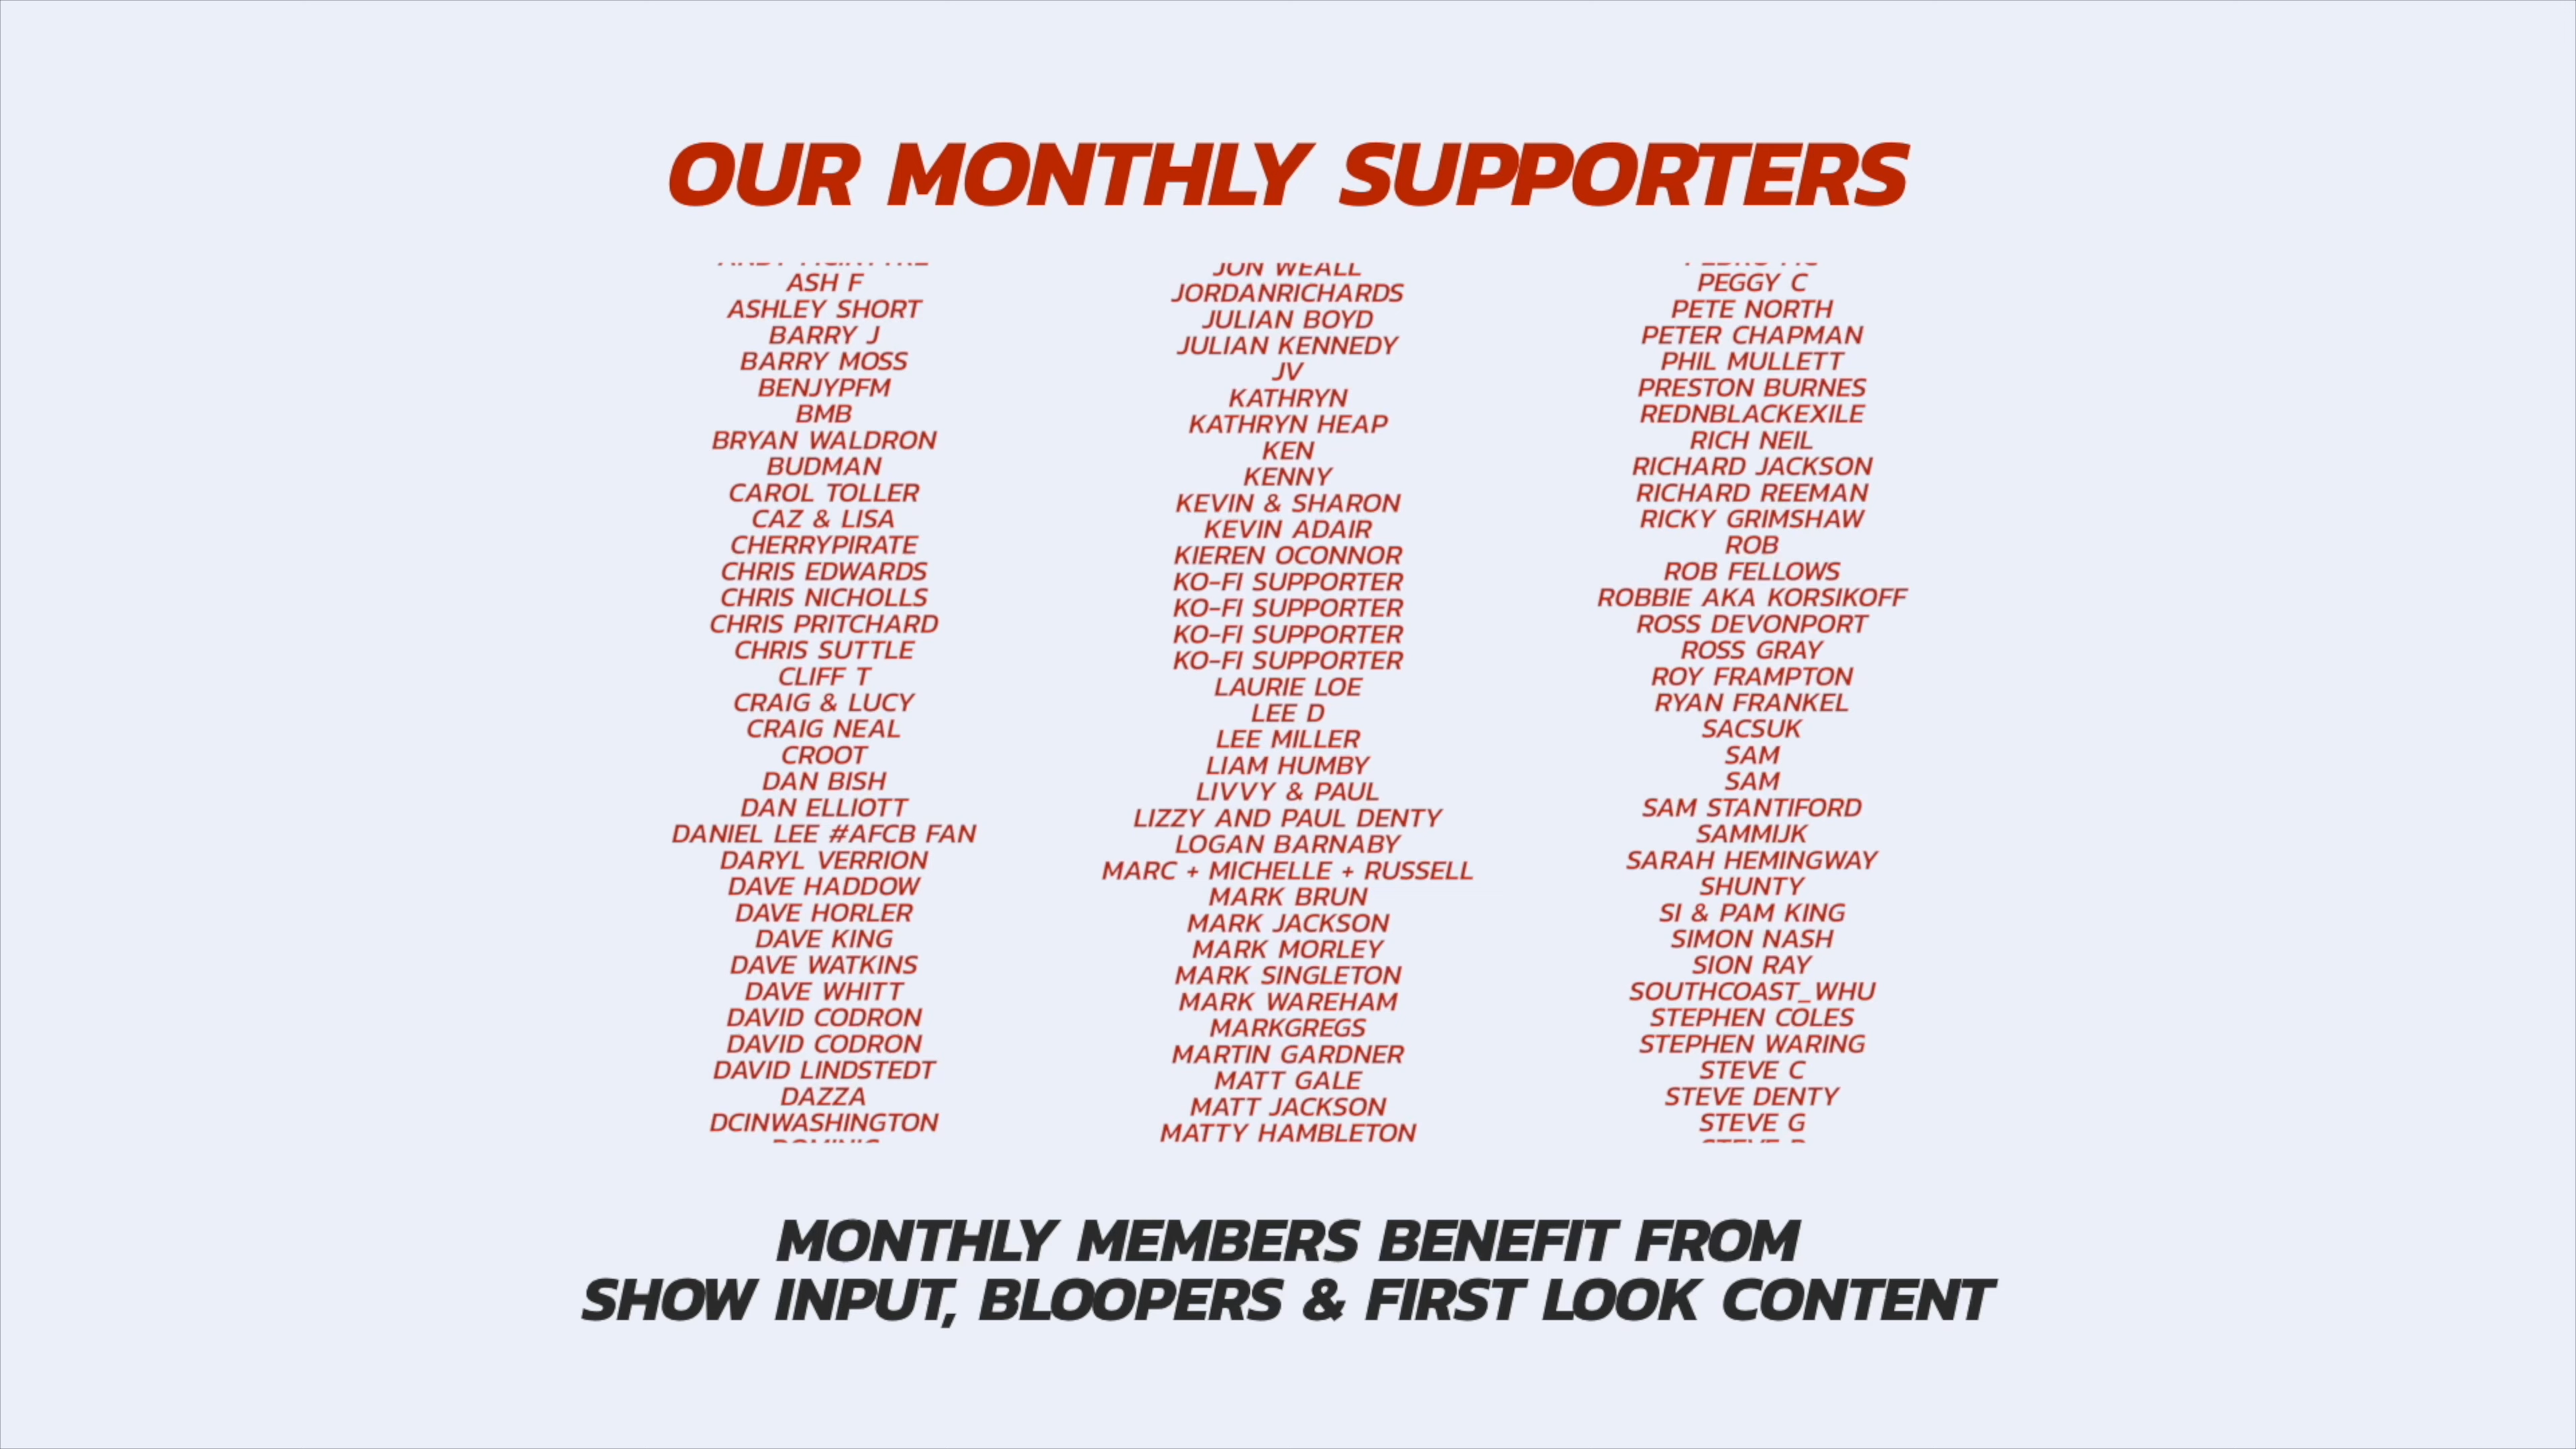 OUR MONTHLY SUPPORTERS
ASH F
ASHLEY SHORT
BARRY J
BARRY MOSS
BENJYPFM
BMB
BRYAN WALDRON
BUDMAN
CAROL TOLLER
CAZ & LISA
CHERRYPIRATE
CHRIS EDWARDS
CHRIS NICHOLLS
CHRIS PRITCHARD
CHRIS SUTTLE
CLIFF T
CRAIG & LUCY
CRAIG NEAL
CROOT
DAN BISH
DAN ELLIOTT
DANIEL LEE #AFCB FAN
DARYL VERRION
DAVE HADDOW
DAVE HORLER
DAVE KING
DAVE WATKINS
DAVE WHITT
DAVID CODRON
DAVID CODRON
DAVID LINDSTEDT
DAZZA
DCINWASHINGTON
JON WEALL
JORDANRICHARDS
JULIAN BOYD
JULIAN KENNEDY
JV
KATHRYN
KATHRYN HEAP
KEN
KENNY
KEVIN & SHARON
KEVIN ADAIR
KIEREN OCONNOR
KO-FI SUPPORTER
KO-FI SUPPORTER
KO-FI SUPPORTER
KO-FI SUPPORTER
LAURIE LOE
LEE D
LEE MILLER
LIAM HUMBY
LIVVY & PAUL
LIZZY AND PAUL DENTY
LOGAN BARNABY
MARC + MICHELLE + RUSSELL
MARK BRUN
MARK JACKSON
MARK MORLEY
MARK SINGLETON
MARK WAREHAM
MARKGREGS
MARTIN GARDNER
MATT GALE
MATT JACKSON
MATTY HAMBLETON
PEGGY C
PETE NORTH
PETER CHAPMAN
PHIL MULLETT
PRESTON BURNES
REDNBLACKEXILE
RICH NEIL
RICHARD JACKSON
RICHARD REEMAN
RICKY GRIMSHAW
ROB
ROB FELLOWS
ROBBIE AKA KORSIKOFF
ROSS DEVONPORT
ROSS GRAY
ROY FRAMPTON
RYAN FRANKEL
SACSUK
SAM
SAM
SAM STANTIFORD
SAMMIJK
SARAH HEMINGWAY
SHUNTY
SI & PAM KING
SIMON NASH
SION RAY
SOUTHCOAST_WHU
STEPHEN COLES
STEPHEN WARING
STEVE C
STEVE DENTY
STEVE G
MONTHLY MEMBERS BENEFIT FROM
SHOW INPUT, BLOOPERS & FIRST LOOK CONTENT